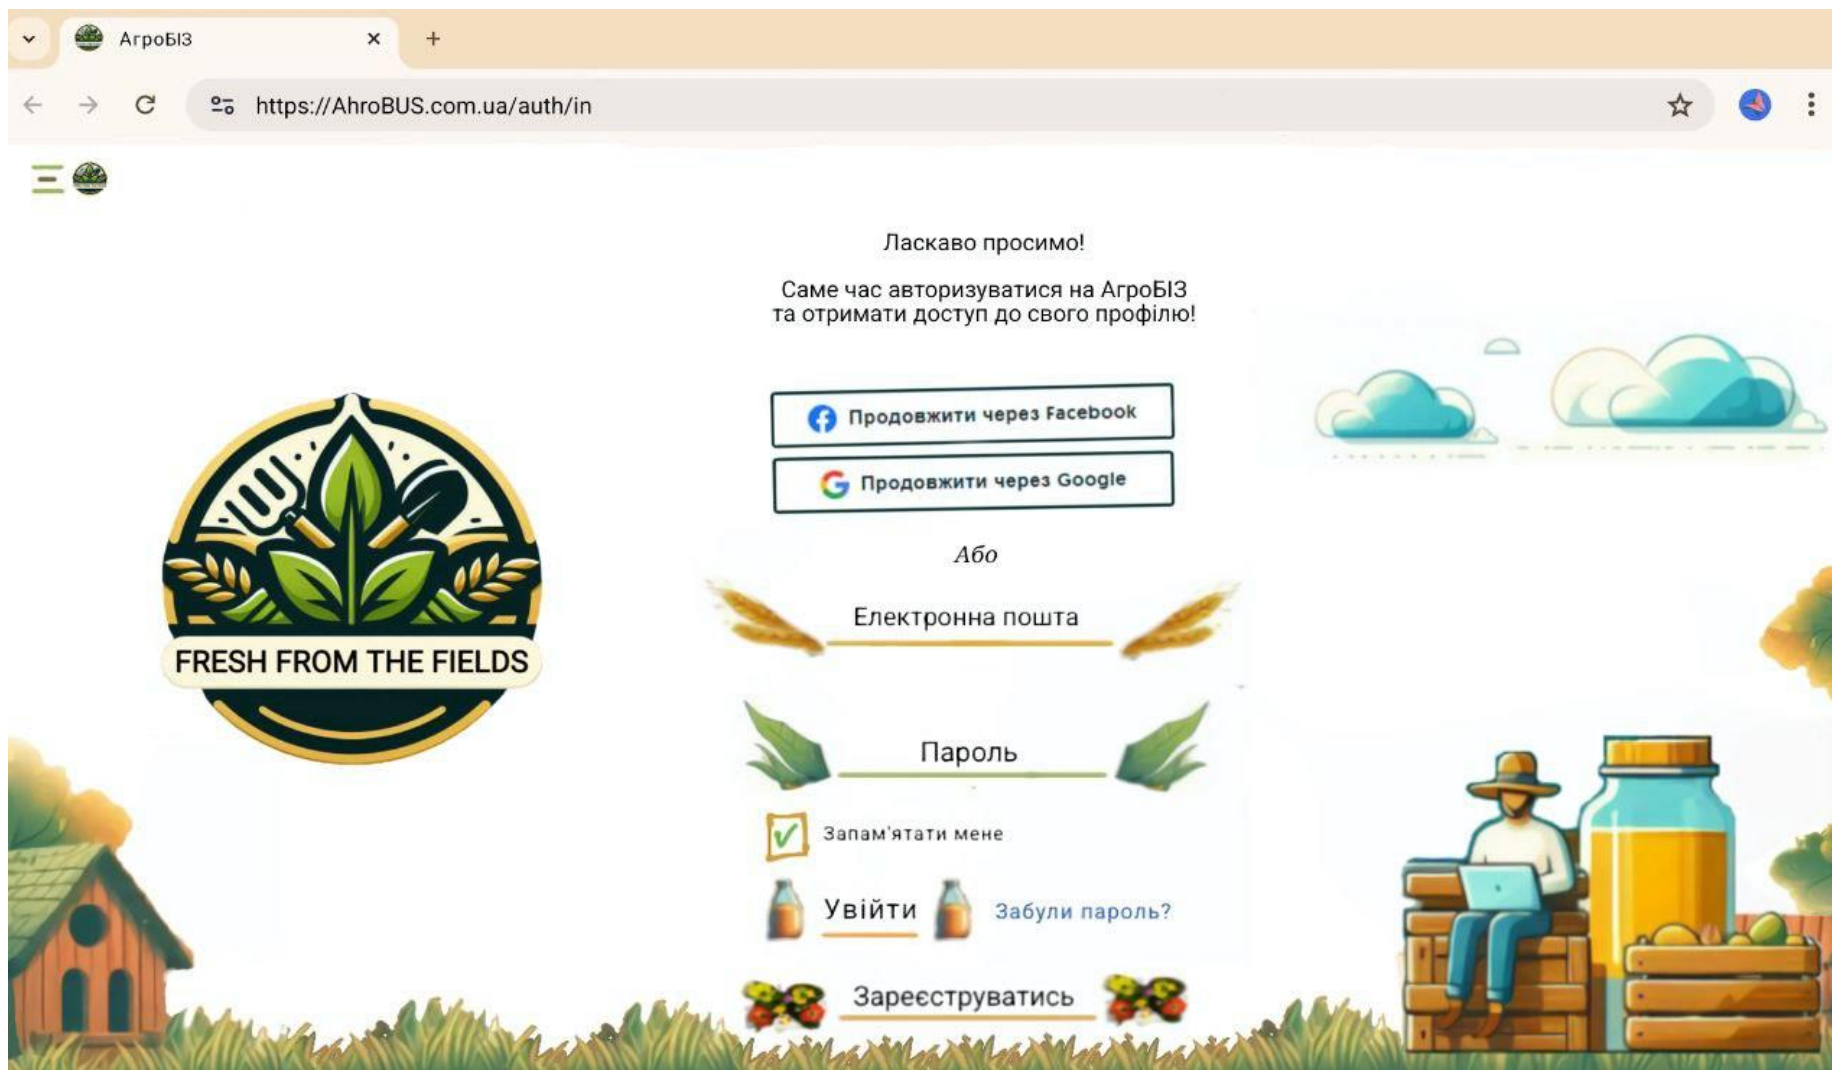 АгроБІЗ
https://AhroBUS.com.ua/auth/in
Ласкаво просимо!
Саме час авторизуватися на АгроБІЗ
та отримати доступ до свого профілю!
Продовжити через Facebook
Продовжити через Google
Або
Електронна пошта
FRESH FROM THE FIELDS
Пароль
Запам'ятати мене
Увійти
Забули пароль?
Зареєструватись